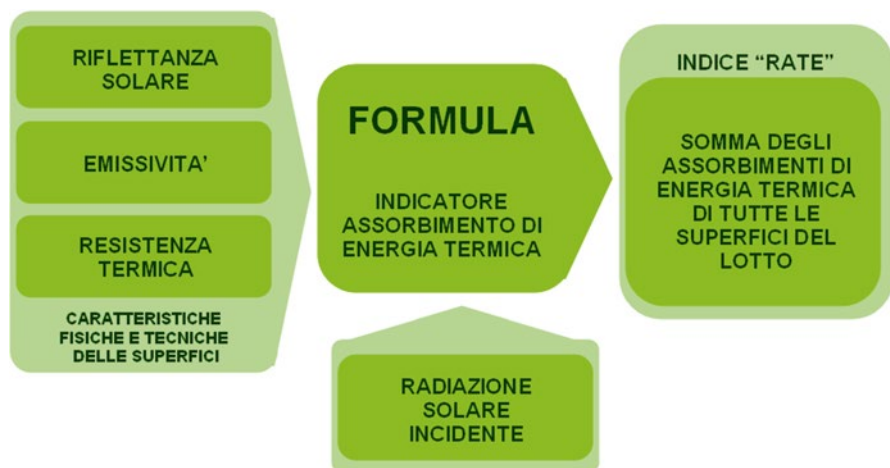 RIFLETTANZA
SOLARE
EMISSIVITA'
RESISTENZA
TERMICA
CARATTERISTICHE
FISICHE E TECNICHE
DELLE SUPERFICI
FORMULA
INDICATORE
ASSORBIMENTO DI
ENERGIA TERMICA
RADIAZIONE
SOLARE
INCIDENTE
INDICE “RATE”
SOMMA DEGLI
ASSORBIMENTI DI
ENERGIA TERMICA
DI TUTTE LE
SUPERFICI DEL
LOTTO